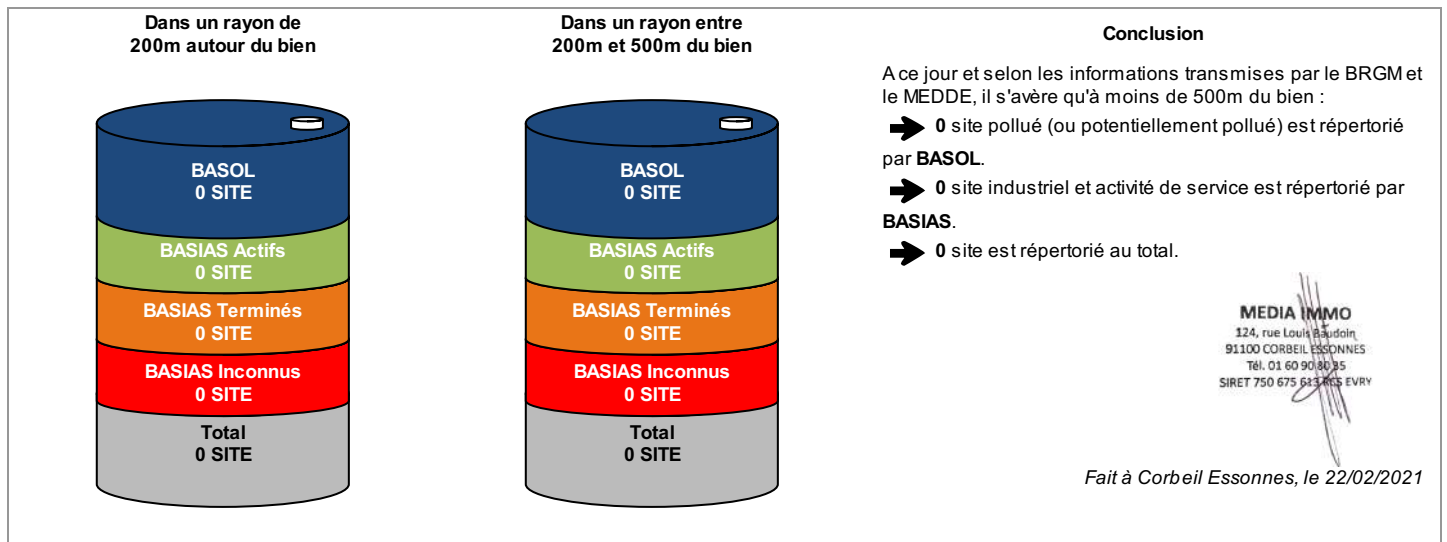 Dans un rayon de
200m autour du bien
BASOL
0 SITE
BASIAS Actifs
0 SITE
BASIAS Terminés
0 SITE
BASIAS Inconnus
0 SITE
Total
0 SITE
Dans un rayon entre
200m et 500m du bien
BASOL
0 SITE
BASIAS Actifs
0 SITE
BASIAS Terminés
0 SITE
BASIAS Inconnus
0 SITE
Total
0 SITE
Conclusion
A ce jour et selon les informations transmises par le BRGM et
le MEDDE, il s'avère qu'à moins de 500m du bien :
0 site pollué (ou potentiellement pollué) est répertorié
par BASOL.
0 site industriel et activité de service est répertorié par
BASIAS.
0 site est répertorié au total.
MEDIA IMMO
124, rue Louis Baudoin
91100 CORBEIL ESSONNES
Tél. 01 60 90 80 85
SIRET 750 675 613 RCS EVRY
Fait à Corbeil Essonnes, le 22/02/2021